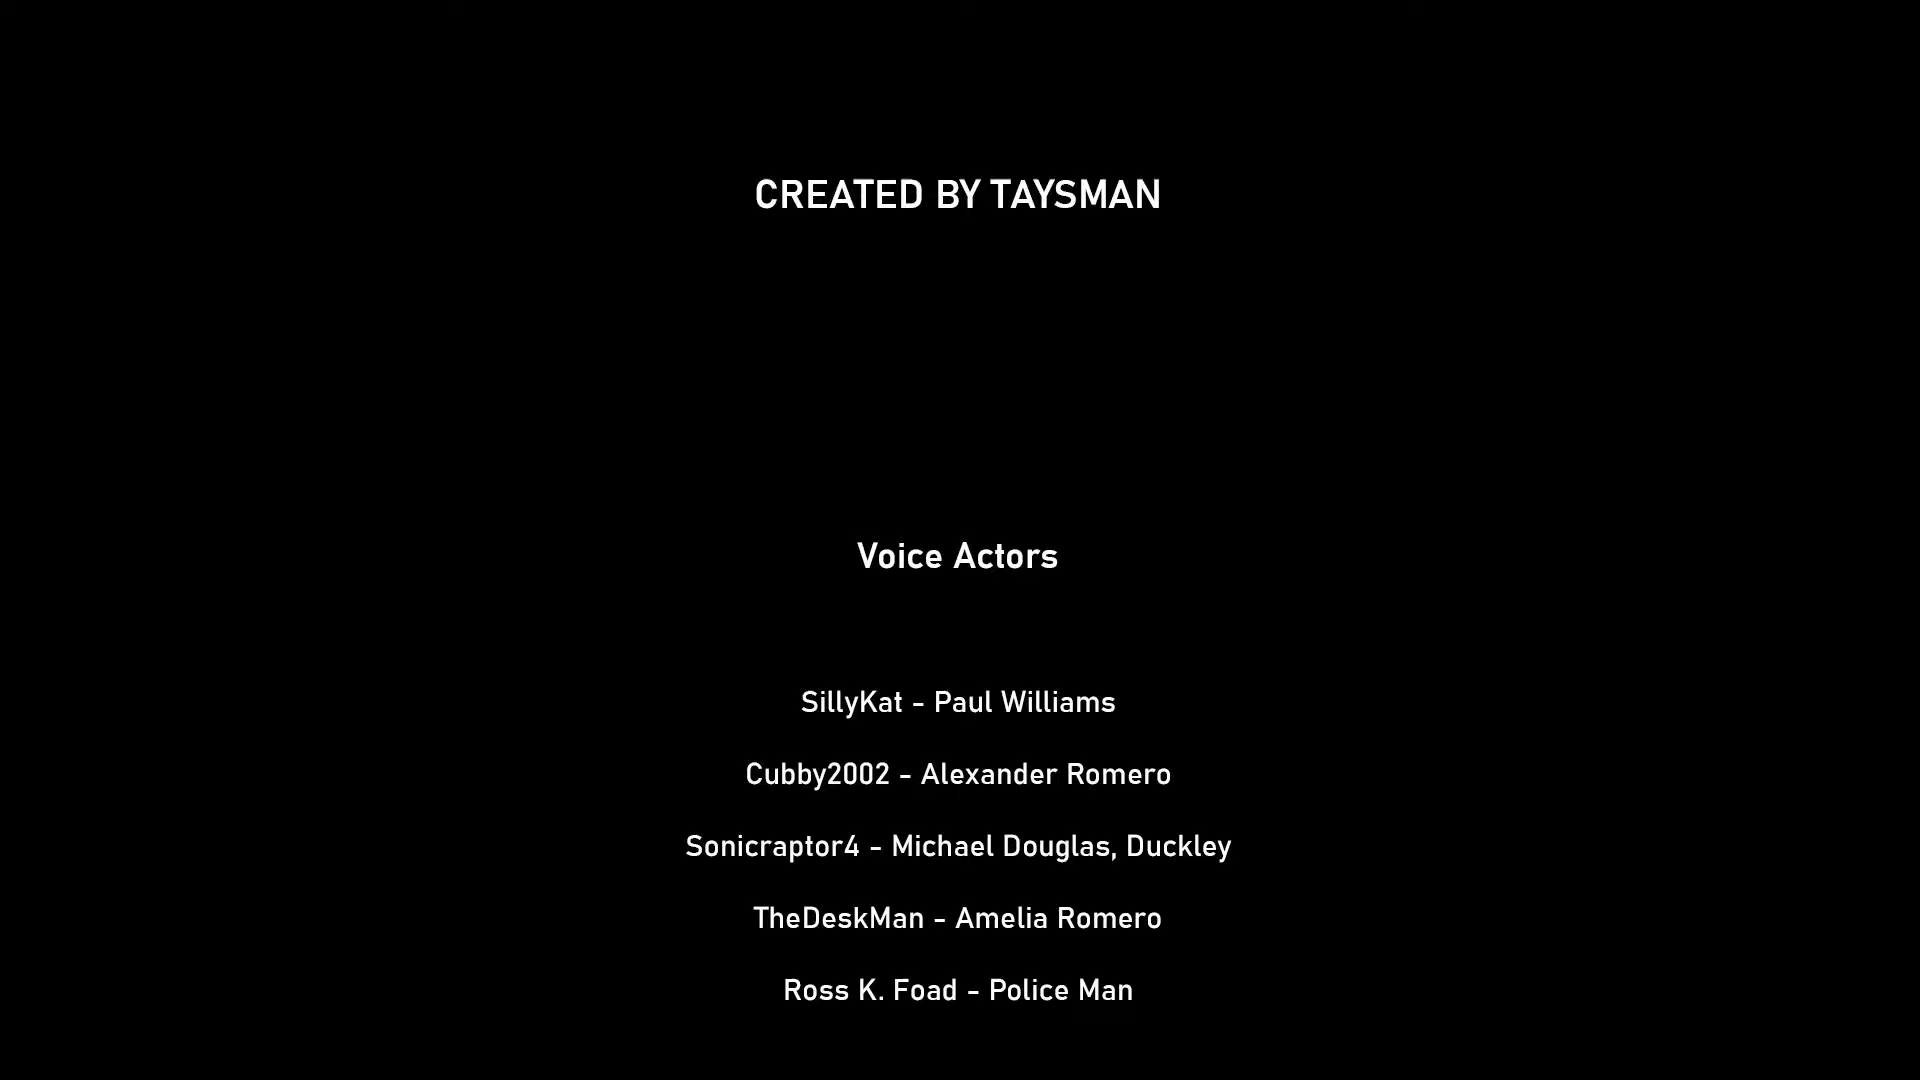 CREATED BY TAYSMAN
Voice Actors
SillyKat - Paul Williams
Cubby2002 - Alexander Romero
Sonicraptor4 - Michael Douglas, Duckley
TheDeskMan - Amelia Romero
Ross K. Foad - Police Man